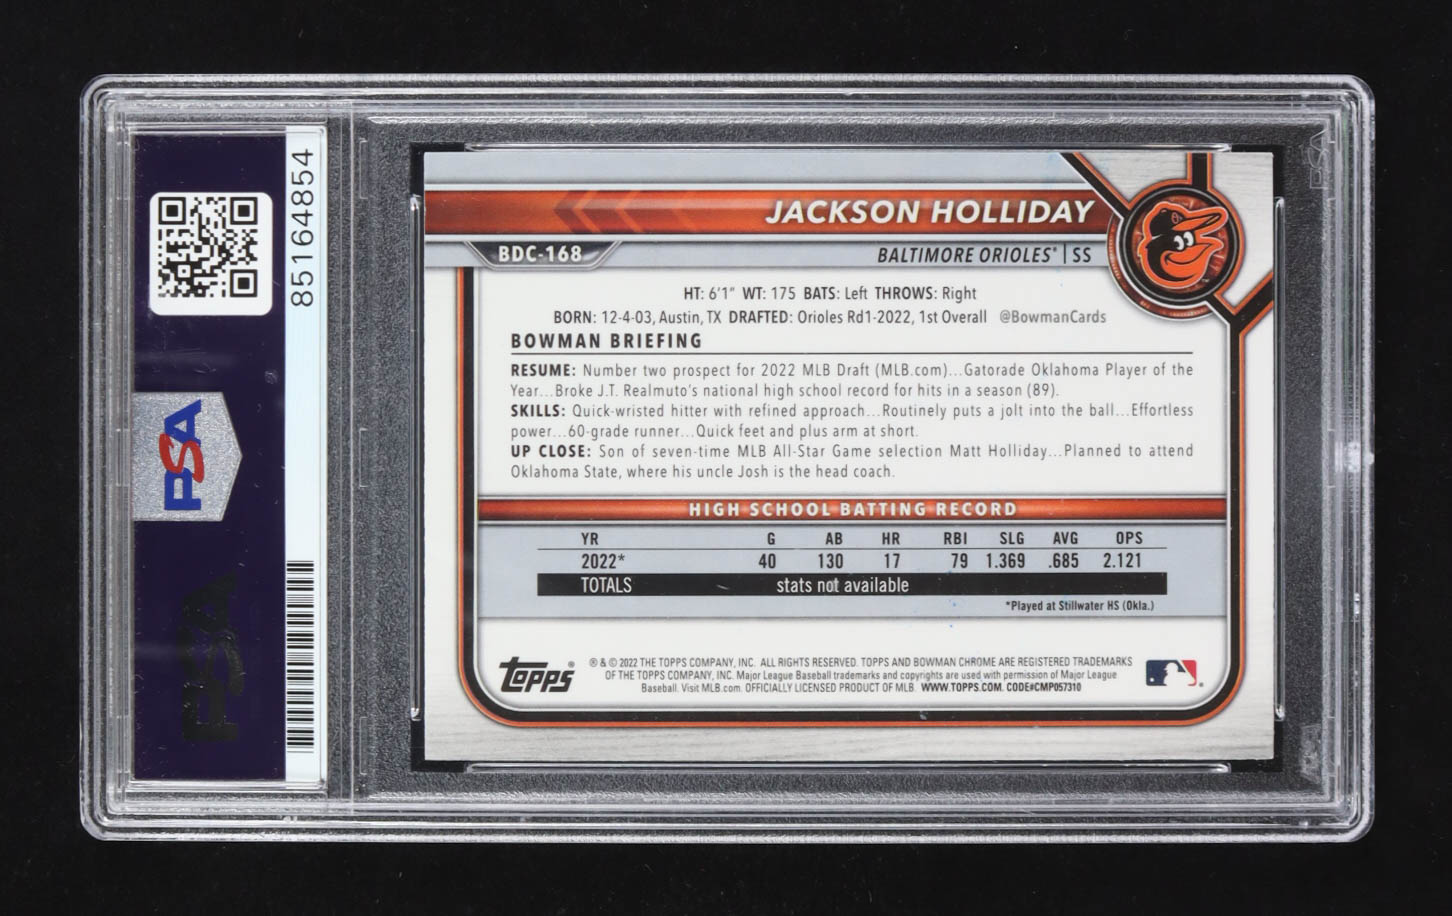 85164854
PSA
PSA
JACKSON HOLLIDAY
BDC-168
BALTIMORE ORIOLES® | SS
HT: 6'1" WT: 175 BATS: Left THROWS: Right
BORN: 12-4-03, Austin, TX DRAFTED: Orioles Rd1-2022, 1st Overall @BowmanCards
BOWMAN BRIEFING
RESUME: Number two prospect for 2022 MLB Draft (MLB.com)...Gatorade Oklahoma Player of the
Year...Broke J.T. Realmuto's national high school record for hits in a season (89).
SKILLS: Quick-wristed hitter with refined approach...Routinely puts a jolt into the ball...Effortless
power...60-grade runner...Quick feet and plus arm at short.
UP CLOSE: Son of seven-time MLB All-Star Game selection Matt Holliday...Planned to attend
Oklahoma State, where his uncle Josh is the head coach.
HIGH SCHOOL BATTING RECORD
YR G AB HR RBI SLG AVG OPS
2022* 40 130 17 79 1.369 .685 2.121
TOTALS stats not available
*Played at Stillwater HS (Okla.)
Topps®
® & © 2022 THE TOPPS COMPANY, INC. ALL RIGHTS RESERVED. TOPPS AND BOWMAN CHROME ARE REGISTERED TRADEMARKS
OF THE TOPPS COMPANY, INC. Major League Baseball trademarks and copyrights are used with permission of Major League
Baseball. Visit MLB.com. OFFICIALLY LICENSED PRODUCT OF MLB. WWW.TOPPS.COM. CODE#CMP057310